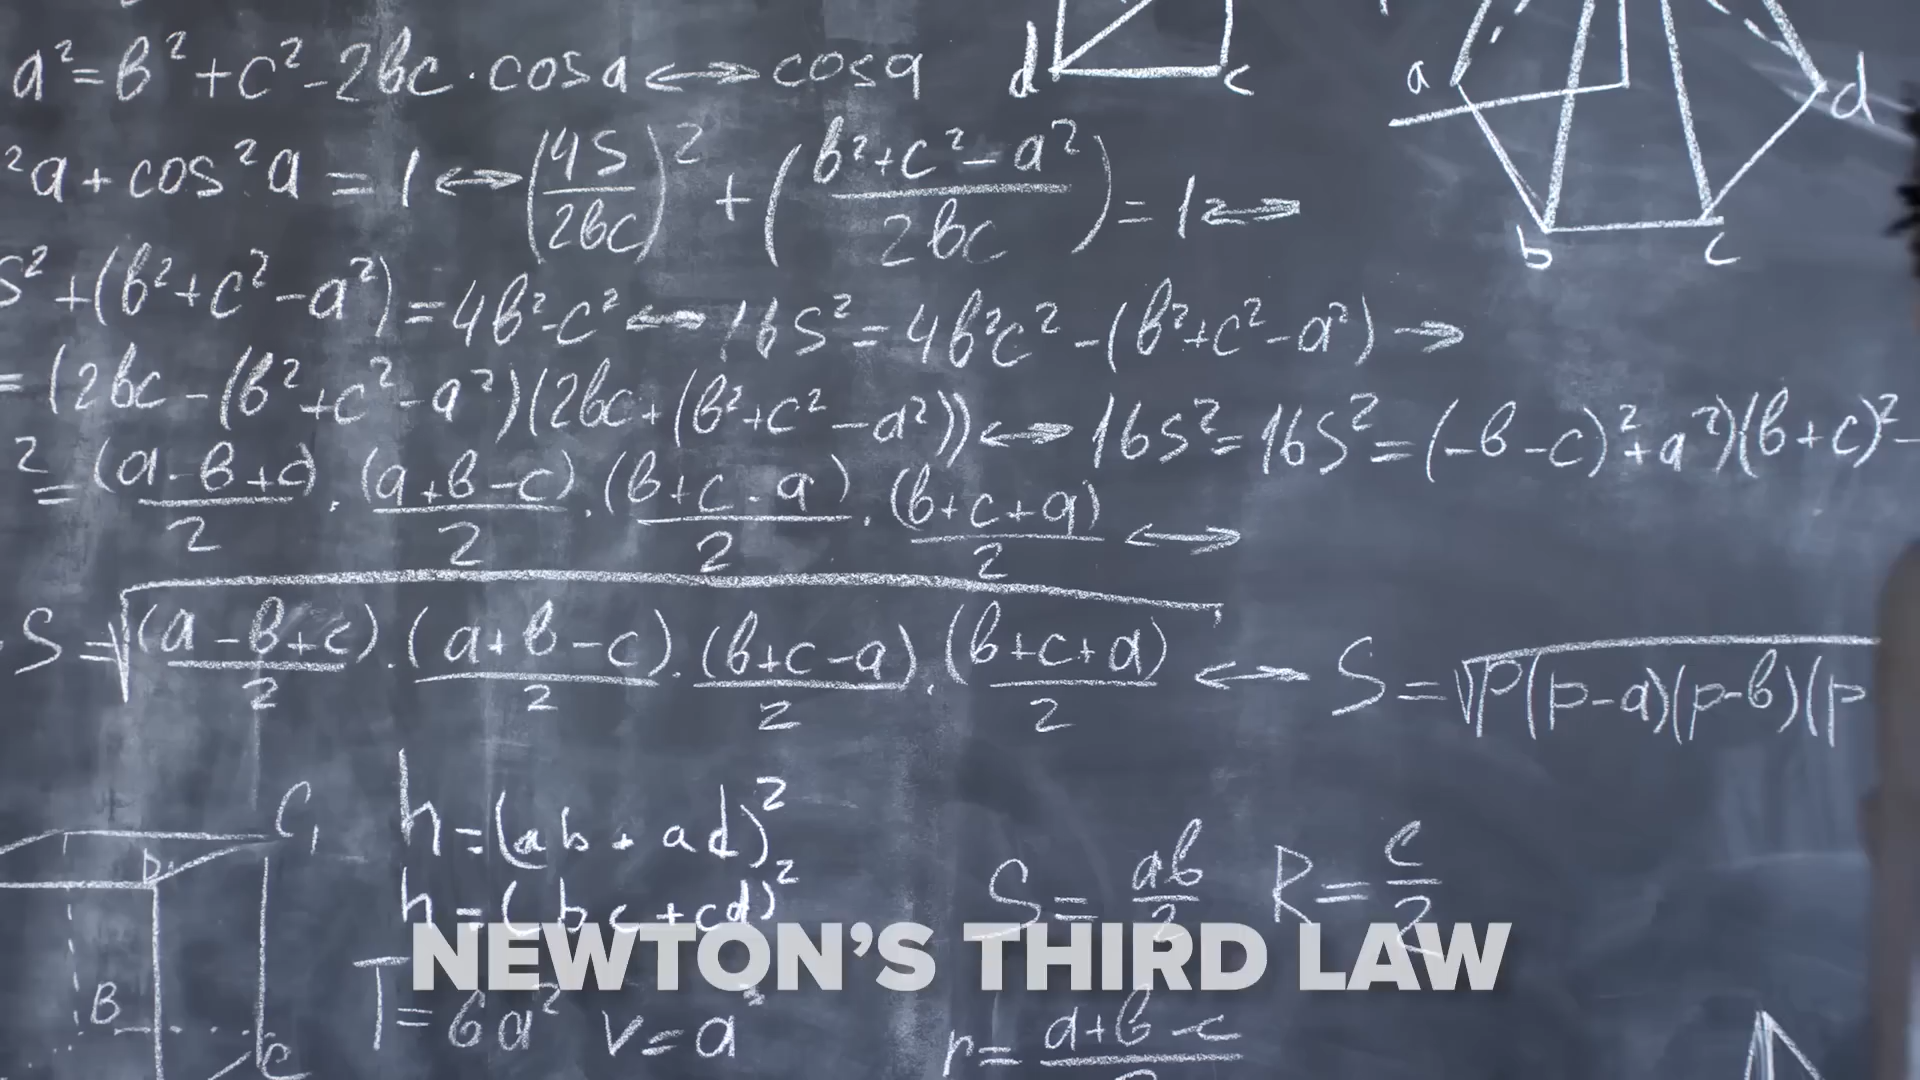 a²=b²+c²-2bc·cosa↔cosa
²a+cos²a=1↔(4S/2bc)²+(b²+c²-a²/2bc)=1↔
S²+(b²+c²-a²)=4b²-c²↔16S²=4b²c²-(b²+c²-a²)→
=(2bc-(b²+c²-a²)(2bc+(b²+c²-a²))↔16S²=16S²=(-b-c)²+a²)(b+c)²-
²=(a-b+c)/2·(a+b-c)/2·(b+c-a)/2·(b+c+a)/2↔
S=√(a-b+c)/2·(a+b-c)/2·(b+c-a)/2·(b+c+a)/2↔S=√P(p-a)(p-b)(p
d c
a d
b c
C₁
D
B
C
h=(ab+ad)²
h=(bc+cd)²
T=6a² V=a³
S=ab/2 R=c/2
r=a+b-c
NEWTON’S THIRD LAW